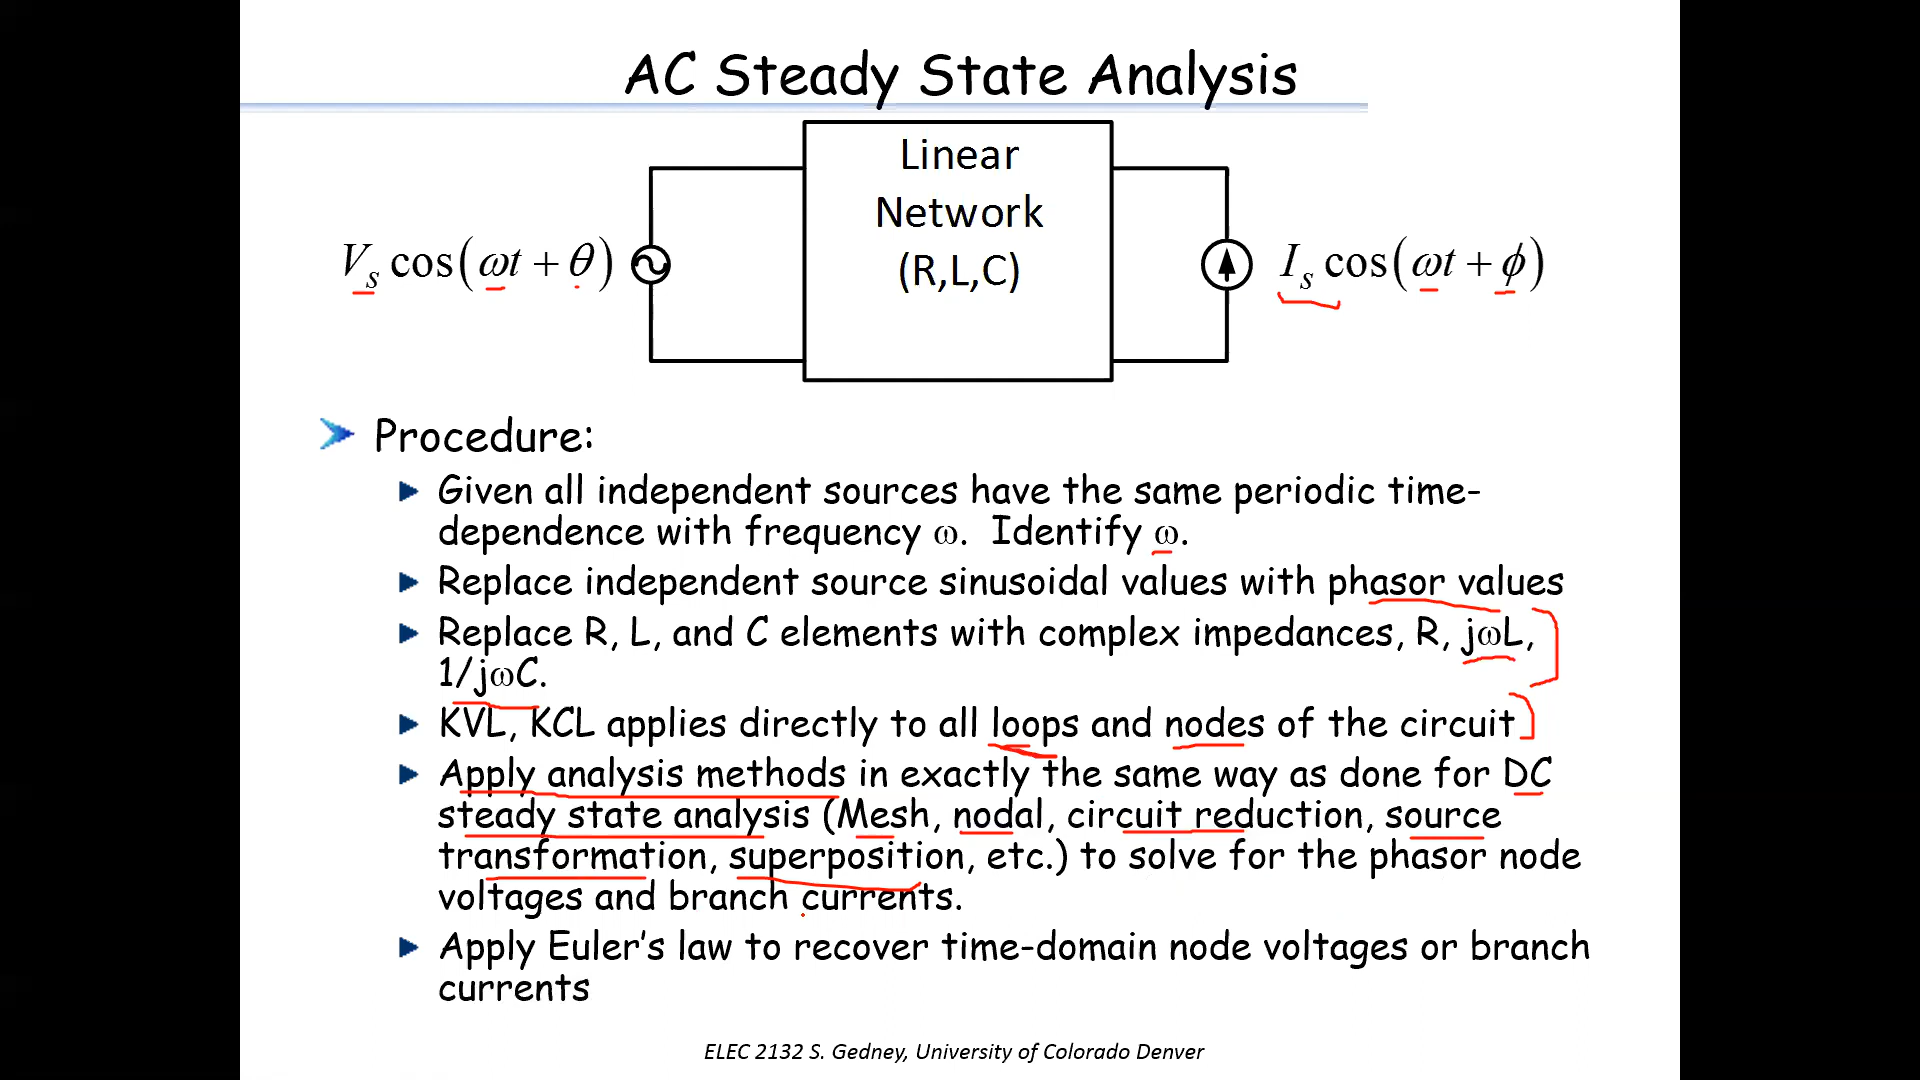 AC Steady State Analysis
Linear
Network
(R,L,C)
V_s cos(ωt + θ)
I_s cos(ωt + ϕ)
Procedure:
Given all independent sources have the same periodic time-
dependence with frequency ω. Identify ω.
Replace independent source sinusoidal values with phasor values
Replace R, L, and C elements with complex impedances, R, jωL,
1/jωC.
KVL, KCL applies directly to all loops and nodes of the circuit
Apply analysis methods in exactly the same way as done for DC
steady state analysis (Mesh, nodal, circuit reduction, source
transformation, superposition, etc.) to solve for the phasor node
voltages and branch currents.
Apply Euler's law to recover time-domain node voltages or branch
currents
ELEC 2132 S. Gedney, University of Colorado Denver